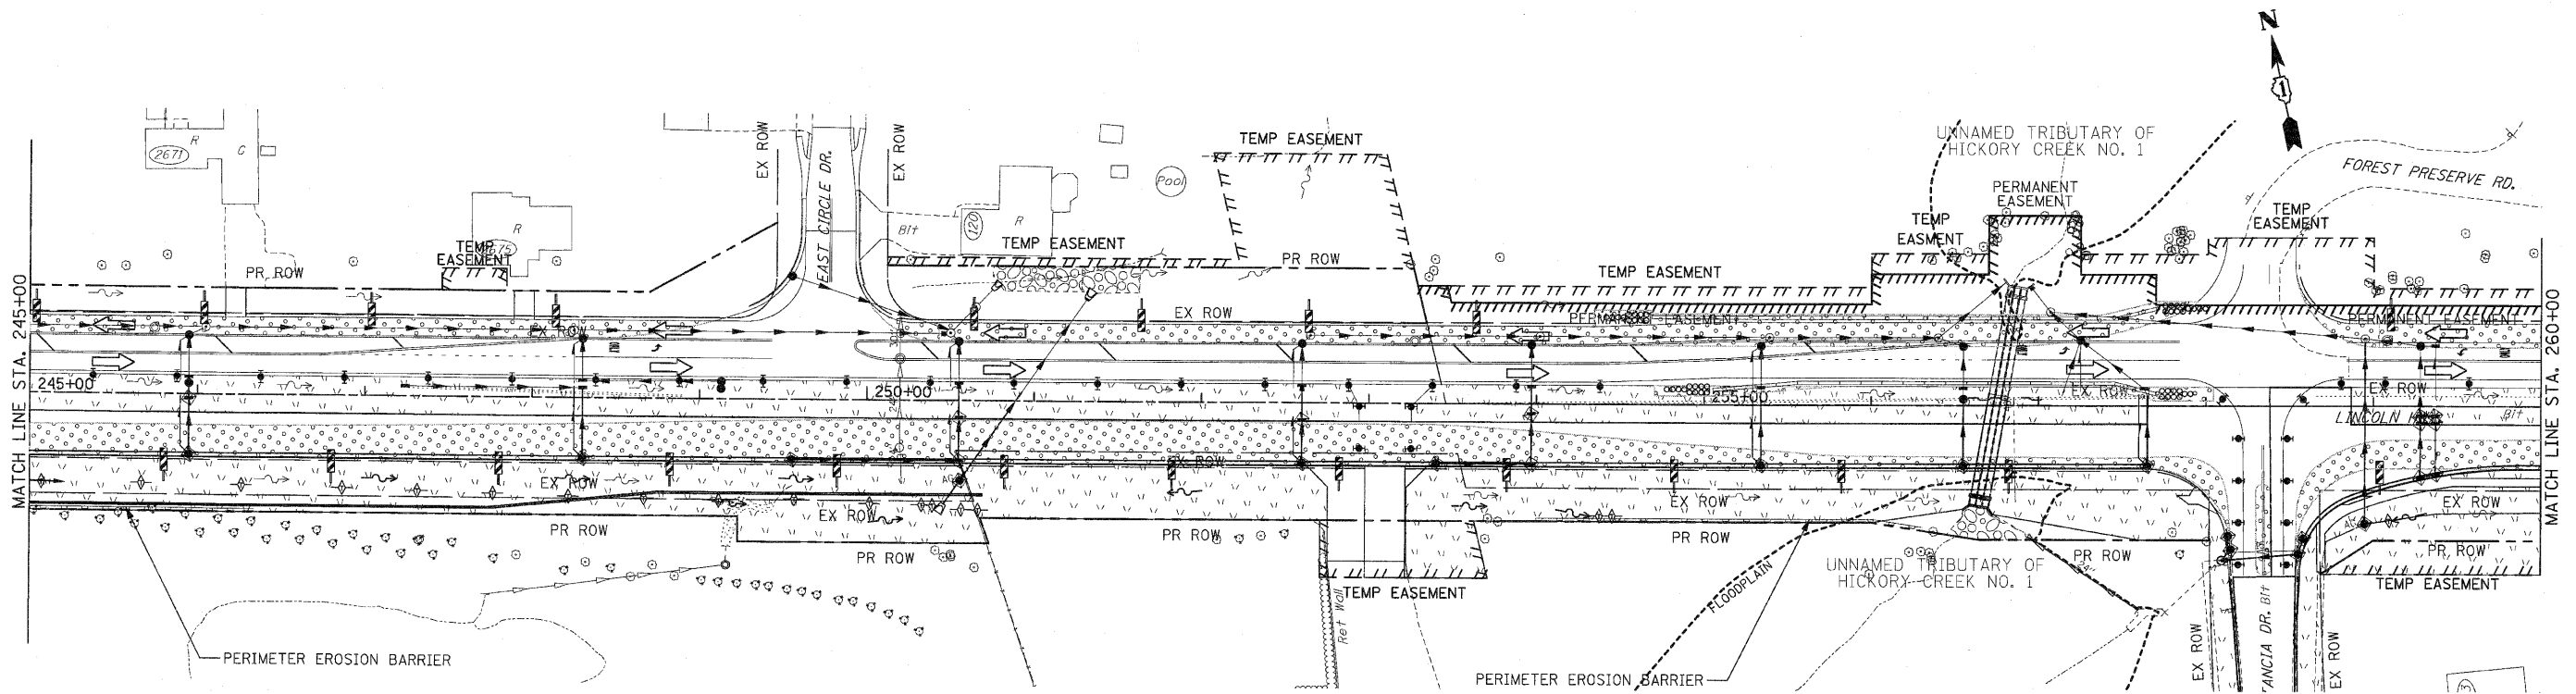 N
1
UNNAMED TRIBUTARY OF
HICKORY CREEK NO. 1
FOREST PRESERVE RD.
TEMP EASEMENT
EX ROW
EX ROW
EAST CIRCLE DR.
2671
R
G
R
TEMP
EASEMENT
PR ROW
Blt
120
R
Pool
TEMP EASEMENT
PR ROW
TEMP EASEMENT
TEMP
EASMENT
PERMANENT
EASEMENT
TEMP
EASEMENT
MATCH LINE STA. 245+00
MATCH LINE STA. 260+00
EX ROW
EX ROW
PERMANENT EASEMENT
PERMANENT EASEMENT
245+00
250+00
255+00
EX ROW
EX ROW
LINCOLN
Blt
EX ROW
EX ROW
EX ROW
EX ROW
EX ROW
PR ROW
PR ROW
PR ROW
PR ROW
PR ROW
PR ROW
UNNAMED TRIBUTARY OF
HICKORY CREEK NO. 1
FLOODPLAIN
TEMP EASEMENT
TEMP EASEMENT
Ret Wall
PERIMETER EROSION BARRIER
PERIMETER EROSION BARRIER
EX ROW
ANCIA DR.
Blt
EX ROW